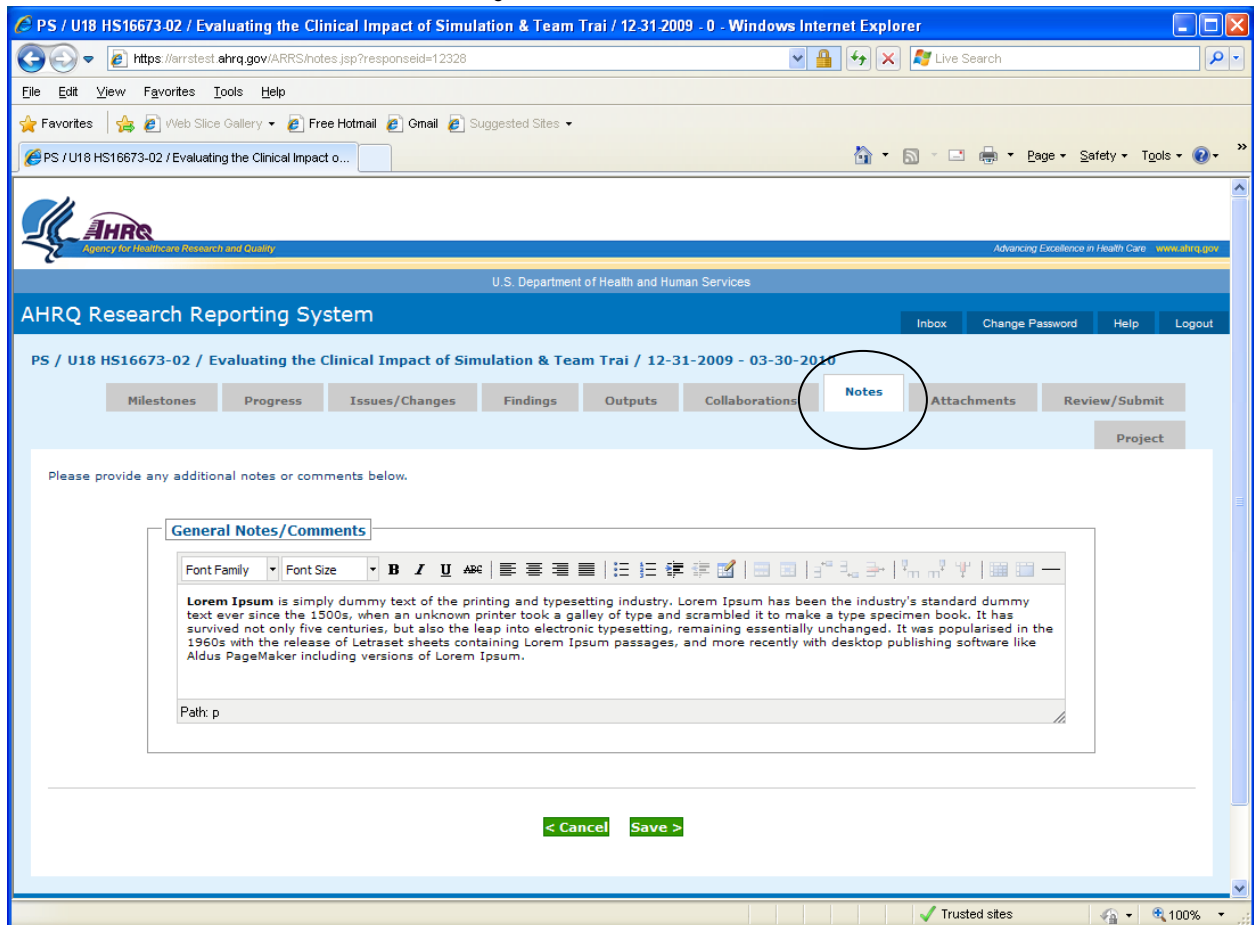 PS / U18 HS16673-02 / Evaluating the Clinical Impact of Simulation & Team Trai / 12-31-2009 - 0 - Windows Internet Explorer
https://arrstest.ahrq.gov/ARRS/notes.jsp?responseid=12328
Live Search
File Edit View Favorites Tools Help
Favorites Web Slice Gallery Free Hotmail Gmail Suggested Sites
PS / U18 HS16673-02 / Evaluating the Clinical Impact o...
Page Safety Tools
AHRQ
Agency for Healthcare Research and Quality
Advancing Excellence in Health Care www.ahrq.gov
U.S. Department of Health and Human Services
AHRQ Research Reporting System
Inbox Change Password Help Logout
PS / U18 HS16673-02 / Evaluating the Clinical Impact of Simulation & Team Trai / 12-31-2009 - 03-30-2010
Milestones Progress Issues/Changes Findings Outputs Collaborations Notes Attachments Review/Submit
Project
Please provide any additional notes or comments below.
General Notes/Comments
Font Family Font Size B I U ABC
Lorem Ipsum is simply dummy text of the printing and typesetting industry. Lorem Ipsum has been the industry's standard dummy
text ever since the 1500s, when an unknown printer took a galley of type and scrambled it to make a type specimen book. It has
survived not only five centuries, but also the leap into electronic typesetting, remaining essentially unchanged. It was popularised in the
1960s with the release of Letraset sheets containing Lorem Ipsum passages, and more recently with desktop publishing software like
Aldus PageMaker including versions of Lorem Ipsum.
Path: p
< Cancel Save >
Trusted sites 100%